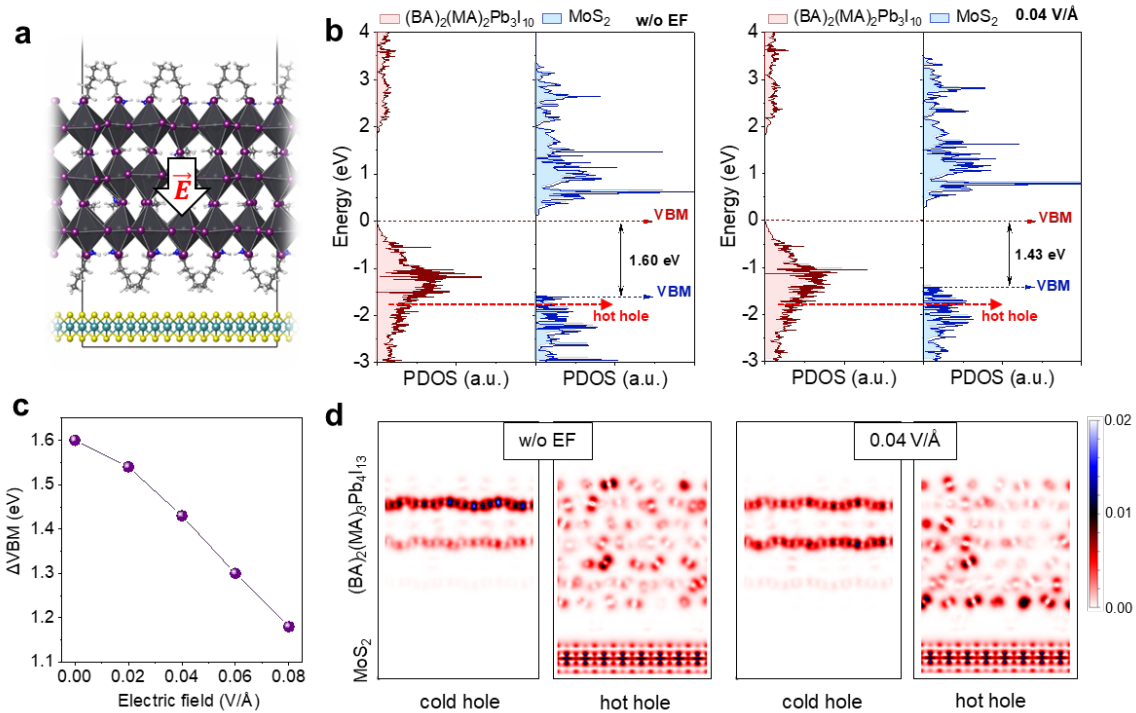 a
E
b
(BA)₂(MA)₂Pb₃I₁₀
MoS₂
w/o EF
4
3
2
1
0
-1
-2
-3
Energy (eV)
VBM
1.60 eV
VBM
hot hole
PDOS (a.u.)
PDOS (a.u.)
(BA)₂(MA)₂Pb₃I₁₀
MoS₂
0.04 V/Å
4
3
2
1
0
-1
-2
-3
Energy (eV)
VBM
1.43 eV
VBM
hot hole
PDOS (a.u.)
PDOS (a.u.)
c
1.6
1.5
1.4
1.3
1.2
1.1
ΔVBM (eV)
0.00 0.02 0.04 0.06 0.08
Electric field (V/Å)
d
w/o EF
0.04 V/Å
(BA)₂(MA)₃Pb₄I₁₃
MoS₂
cold hole
hot hole
cold hole
hot hole
0.02
0.01
0.00